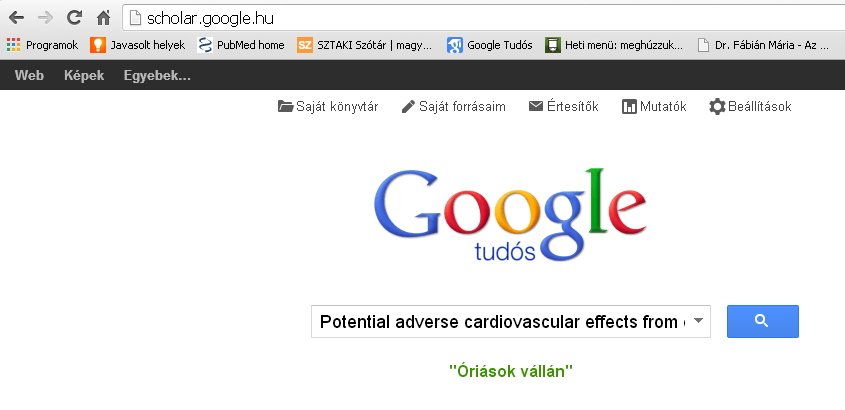 scholar.google.hu
Programok Javasolt helyek PubMed home SZ SZTAKI Szótár | magy... Google Tudós Heti menü: meghúzzuk... Dr. Fábián Mária - Az ...
Web Képek Egyebek...
Saját könyvtár Saját forrásaim Értesítők Mutatók Beállítások
Google
tudós
Potential adverse cardiovascular effects from
"Óriások vállán"